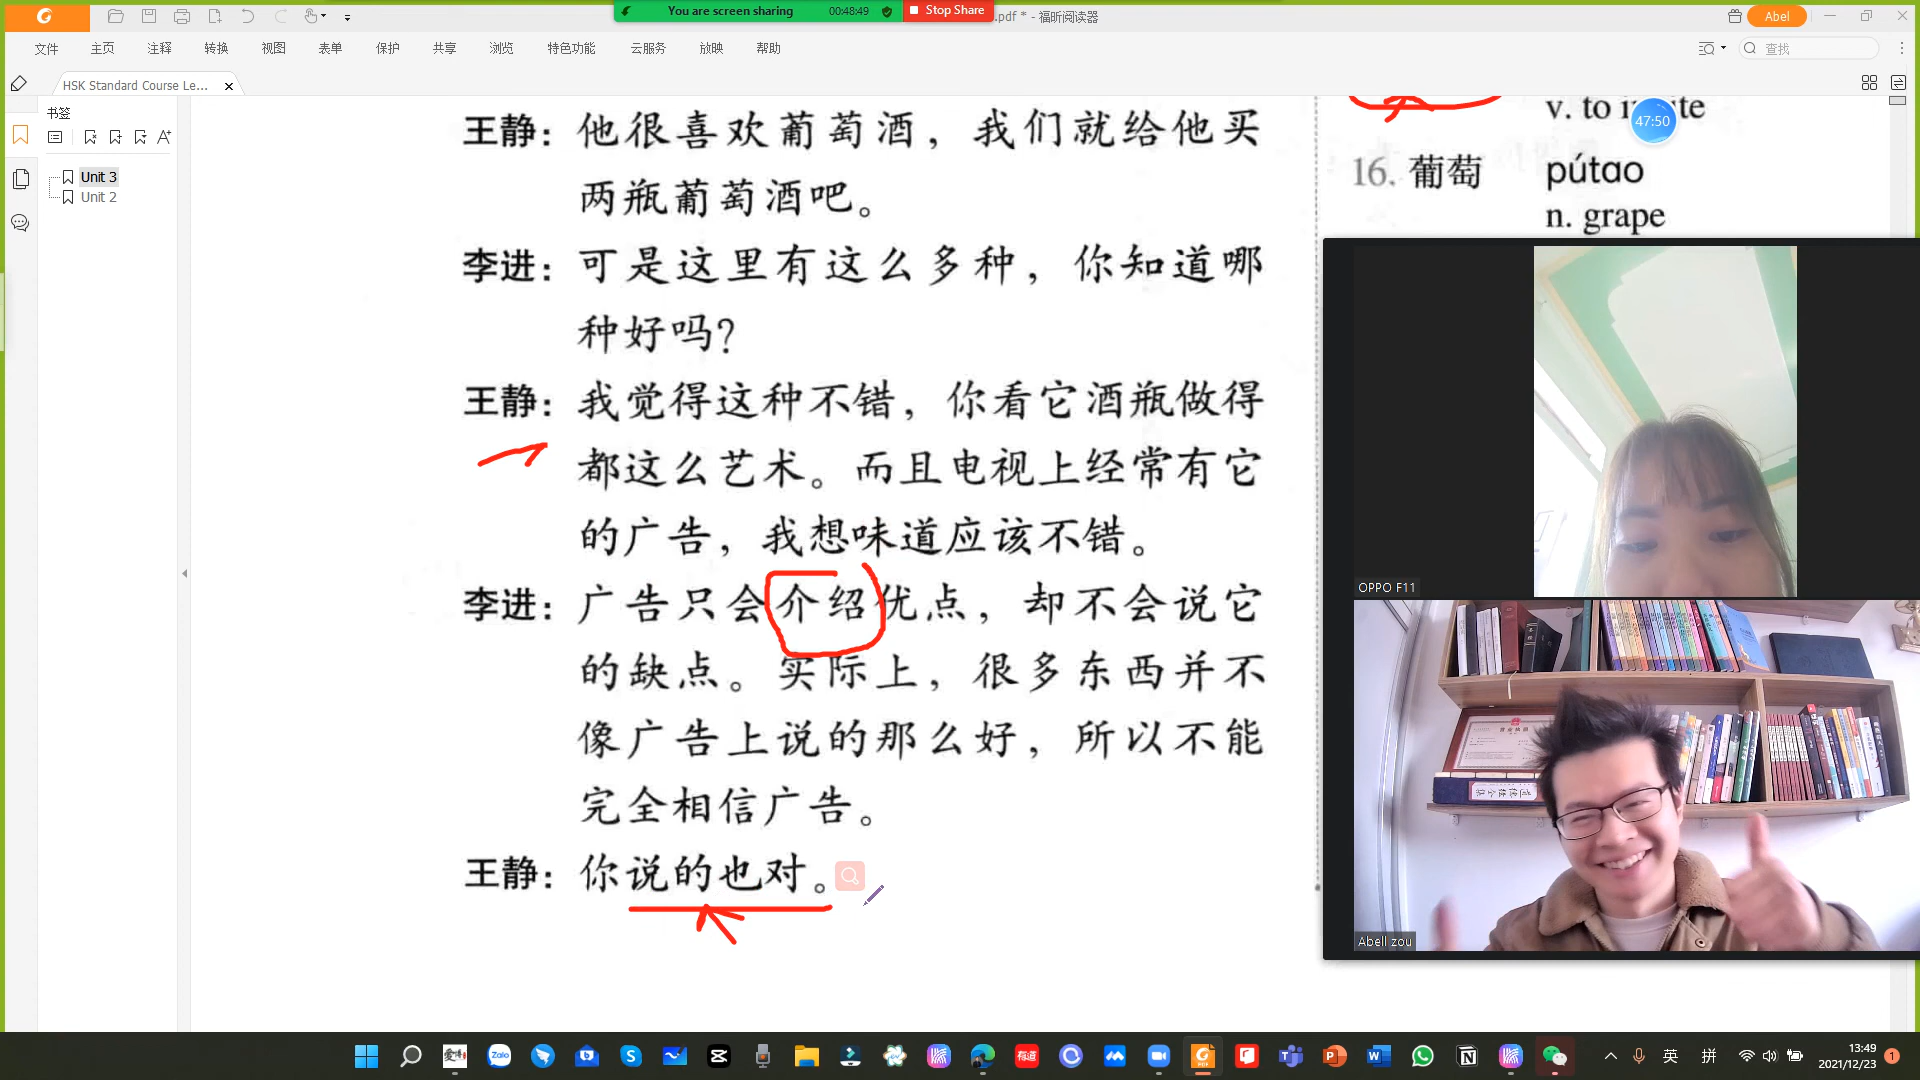 You are screen sharing 00:48:49 Stop Share
.pdf * - 福昕阅读器
Abel
文件 主页 注释 转换 视图 表单 保护 共享 浏览 特色功能 云服务 放映 帮助
查找
HSK Standard Course Le...
书签
Unit 3
Unit 2
王静：他很喜欢葡萄酒，我们就给他买
两瓶葡萄酒吧。
李进：可是这里有这么多种，你知道哪
种好吗？
王静：我觉得这种不错，你看它酒瓶做得
都这么艺术。而且电视上经常有它
的广告，我想味道应该不错。
李进：广告只会介绍优点，却不会说它
的缺点。实际上，很多东西并不
像广告上说的那么好，所以不能
完全相信广告。
王静：你说的也对。
47:50
16. 葡萄 pútao
n. grape
OPPO F11
Abell zou
Zalo
有道
英 拼
13:49
2021/12/23
1